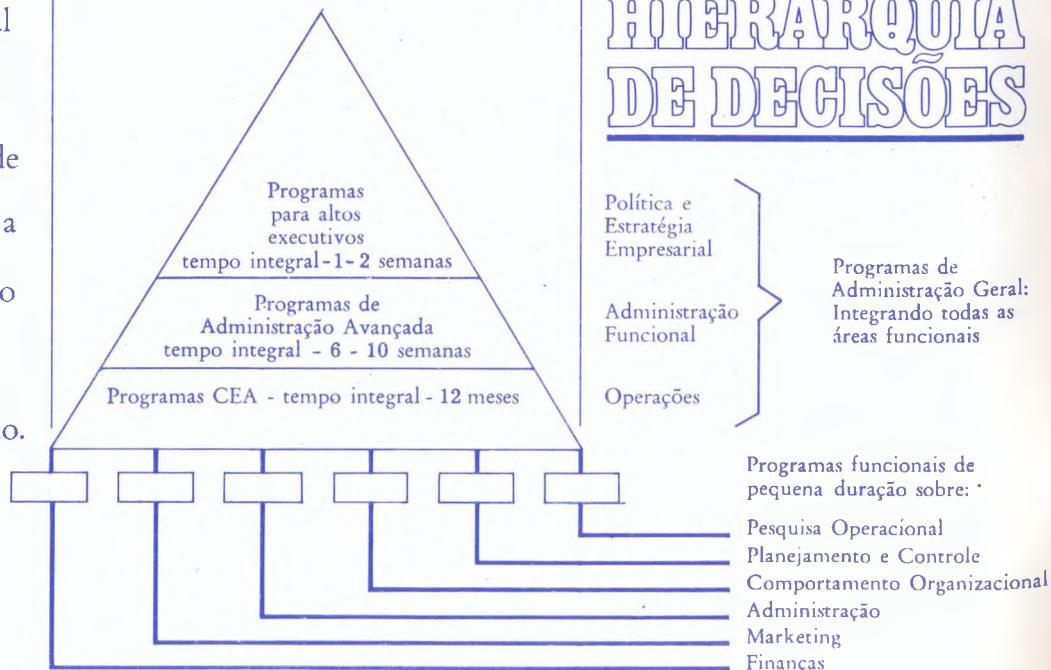 al
de
a
o
o.
HIERARQUIA
DE DECISÕES
Programas
para altos
executivos
tempo integral-1-2 semanas
Programas de
Administração Avançada
tempo integral - 6 - 10 semanas
Programas CEA - tempo integral - 12 meses
Política e
Estratégia
Empresarial
Administração
Funcional
Operações
Programas de
Administração Geral:
Integrando todas as
áreas funcionais
Programas funcionais de
pequena duração sobre:
Pesquisa Operacional
Planejamento e Controle
Comportamento Organizacional
Administração
Marketing
Finanças